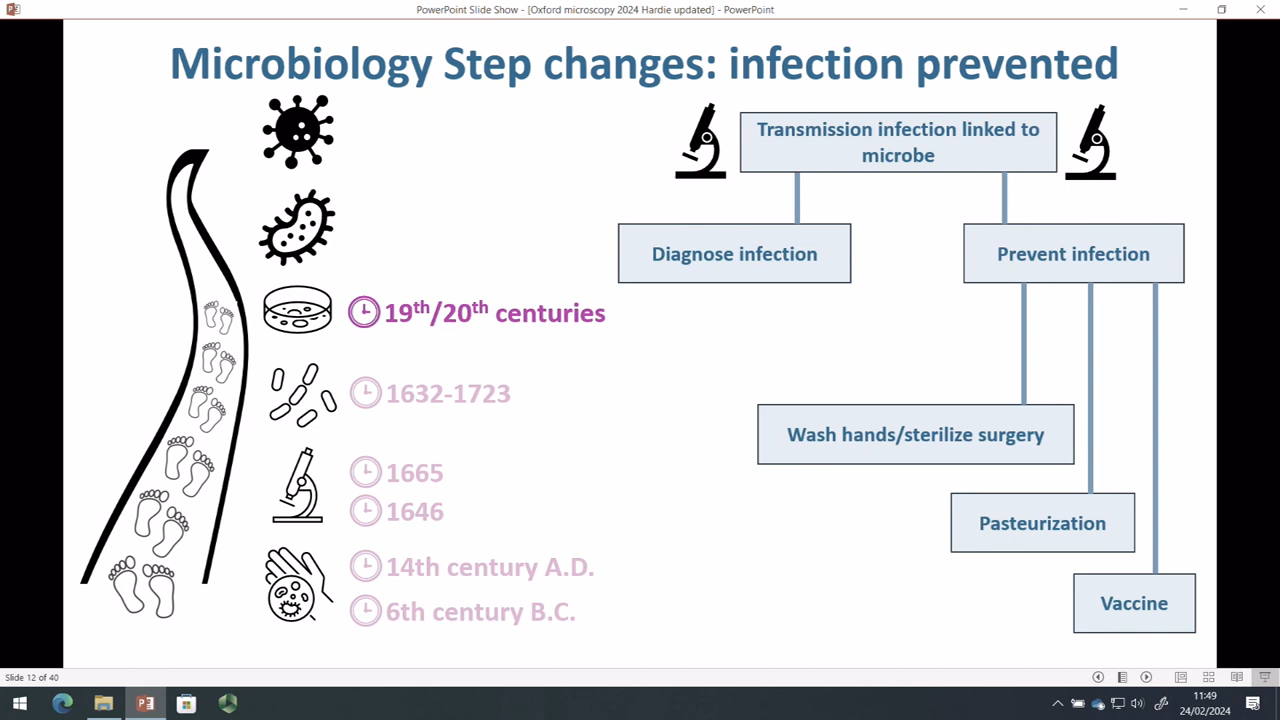 PowerPoint Slide Show - [Oxford microscopy 2024 Hardie updated] - PowerPoint
Microbiology Step changes: infection prevented
Transmission infection linked to
microbe
Diagnose infection
Prevent infection
19th/20th centuries
1632-1723
Wash hands/sterilize surgery
1665
1646
Pasteurization
14th century A.D.
6th century B.C.
Vaccine
Slide 12 of 40
11:49
24/02/2024